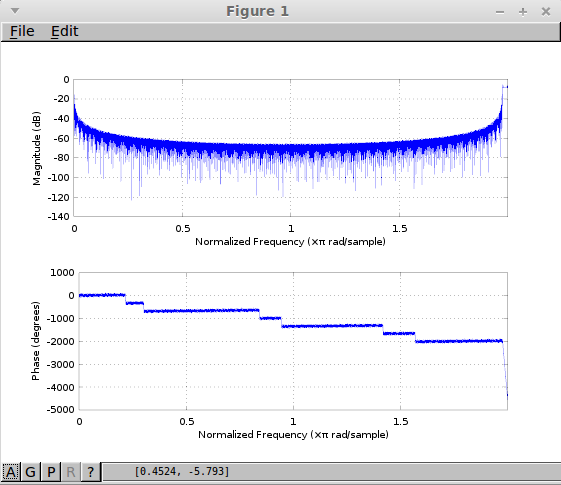 Figure 1
File Edit
0
-20
-40
-60
-80
-100
-120
-140
Magnitude (dB)
0 0.5 1 1.5
Normalized Frequency (×π rad/sample)
1000
0
-1000
-2000
-3000
-4000
-5000
Phase (degrees)
0 0.5 1 1.5
Normalized Frequency (×π rad/sample)
A G P R ? [0.4524, -5.793]